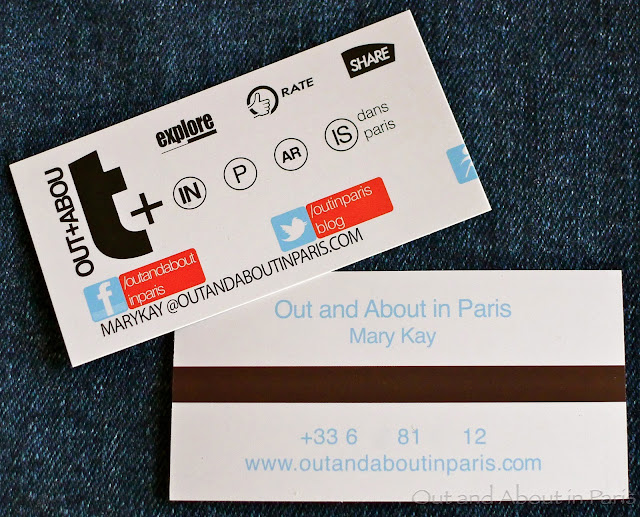 explore
RATE
SHARE
OUT+ABOU
t+
IN P AR IS
dans
paris
/outinparis
blog
/outandabout
inparis
f
MARYKAY @OUTANDABOUTINPARIS.COM
Out and About in Paris
Mary Kay
+33 6 81 12
www.outandaboutinparis.com
Out and About in Paris